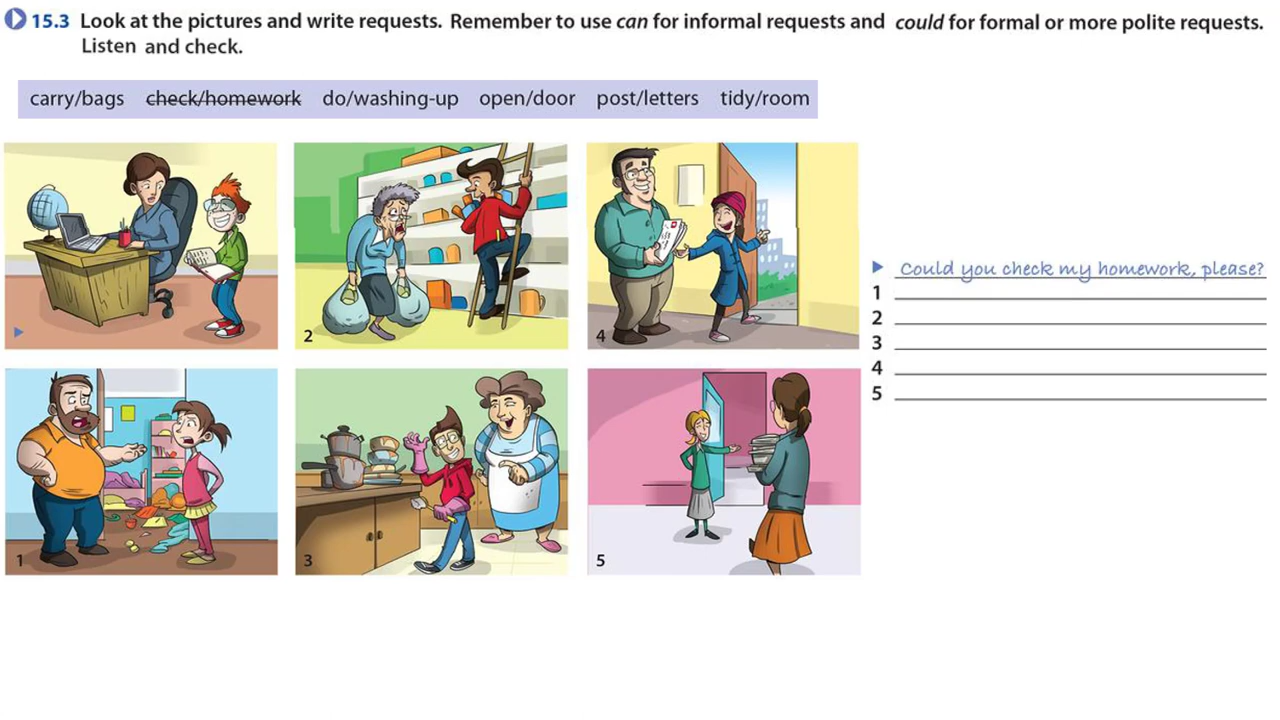 15.3 Look at the pictures and write requests. Remember to use can for informal requests and could for formal or more polite requests.
Listen and check.
carry/bags check/homework do/washing-up open/door post/letters tidy/room
2
4
1
3
5
Could you check my homework, please?
1
2
3
4
5